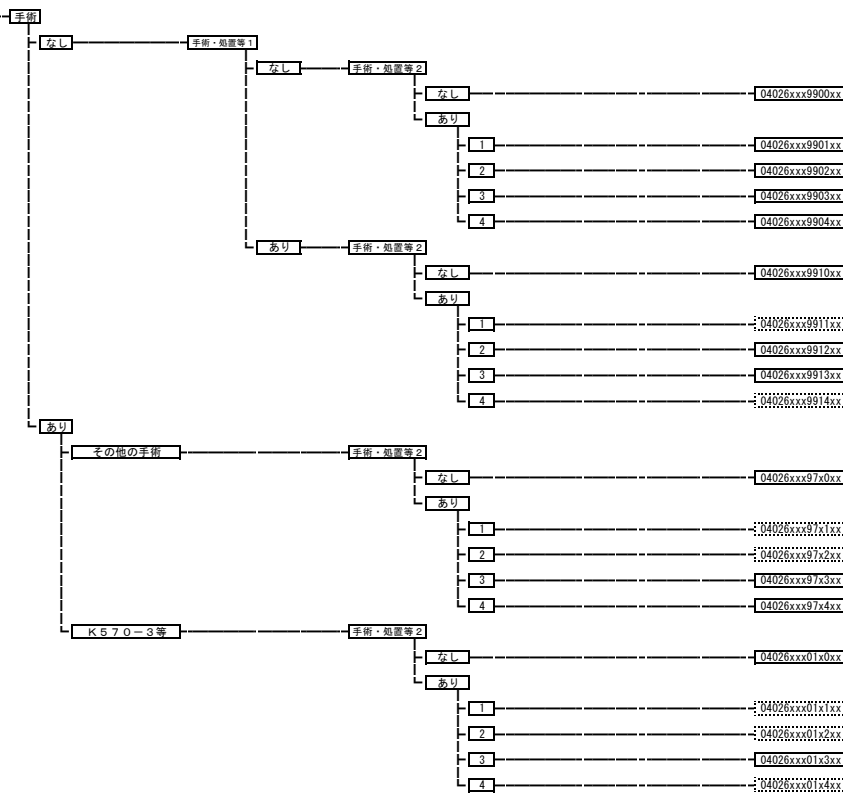 手術
なし 手術・処置等1
なし 手術・処置等2
なし 04026xxx9900xx
あり
1 04026xxx9901xx
2 04026xxx9902xx
3 04026xxx9903xx
4 04026xxx9904xx
あり 手術・処置等2
なし 04026xxx9910xx
あり
1 04026xxx9911xx
2 04026xxx9912xx
3 04026xxx9913xx
4 04026xxx9914xx
あり
その他の手術 手術・処置等2
なし 04026xxx97x0xx
あり
1 04026xxx97x1xx
2 04026xxx97x2xx
3 04026xxx97x3xx
4 04026xxx97x4xx
K570-3等 手術・処置等2
なし 04026xxx01x0xx
あり
1 04026xxx01x1xx
2 04026xxx01x2xx
3 04026xxx01x3xx
4 04026xxx01x4xx